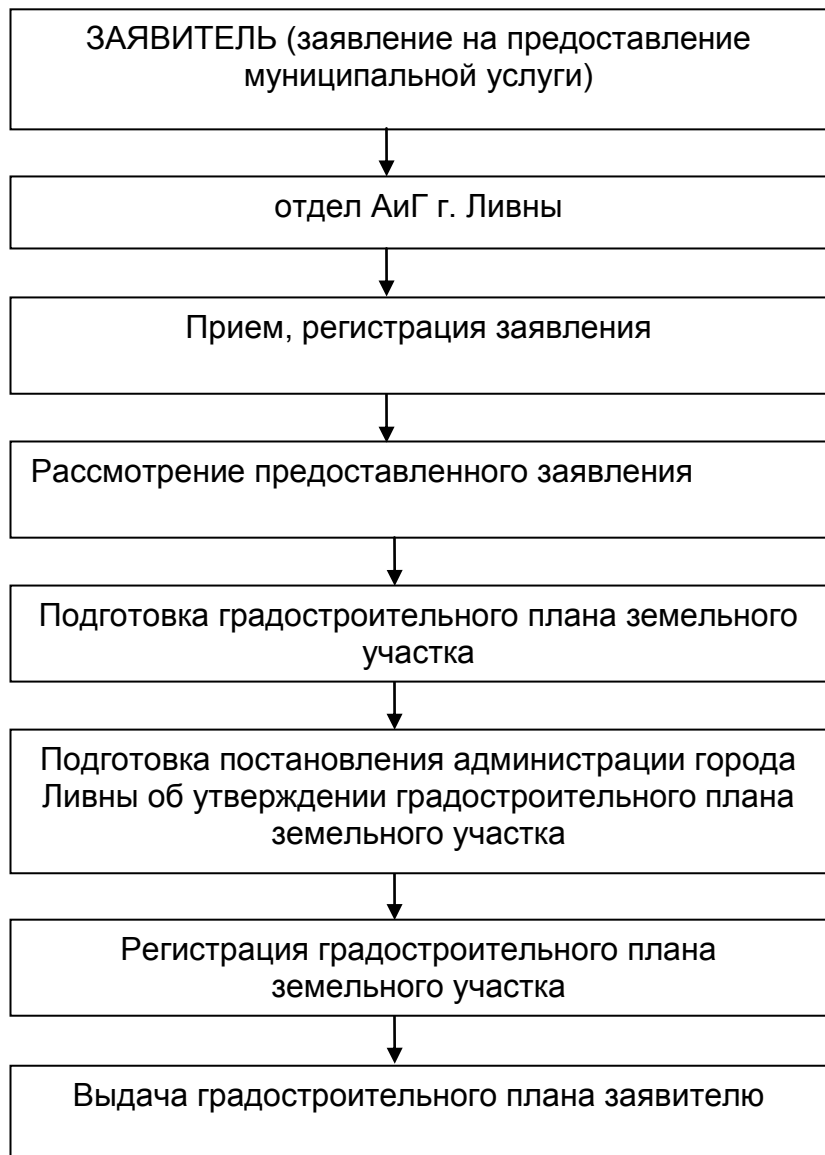 ЗАЯВИТЕЛЬ (заявление на предоставление
муниципальной услуги)
отдел АиГ г. Ливны
Прием, регистрация заявления
Рассмотрение предоставленного заявления
Подготовка градостроительного плана земельного
участка
Подготовка постановления администрации города
Ливны об утверждении градостроительного плана
земельного участка
Регистрация градостроительного плана
земельного участка
Выдача градостроительного плана заявителю